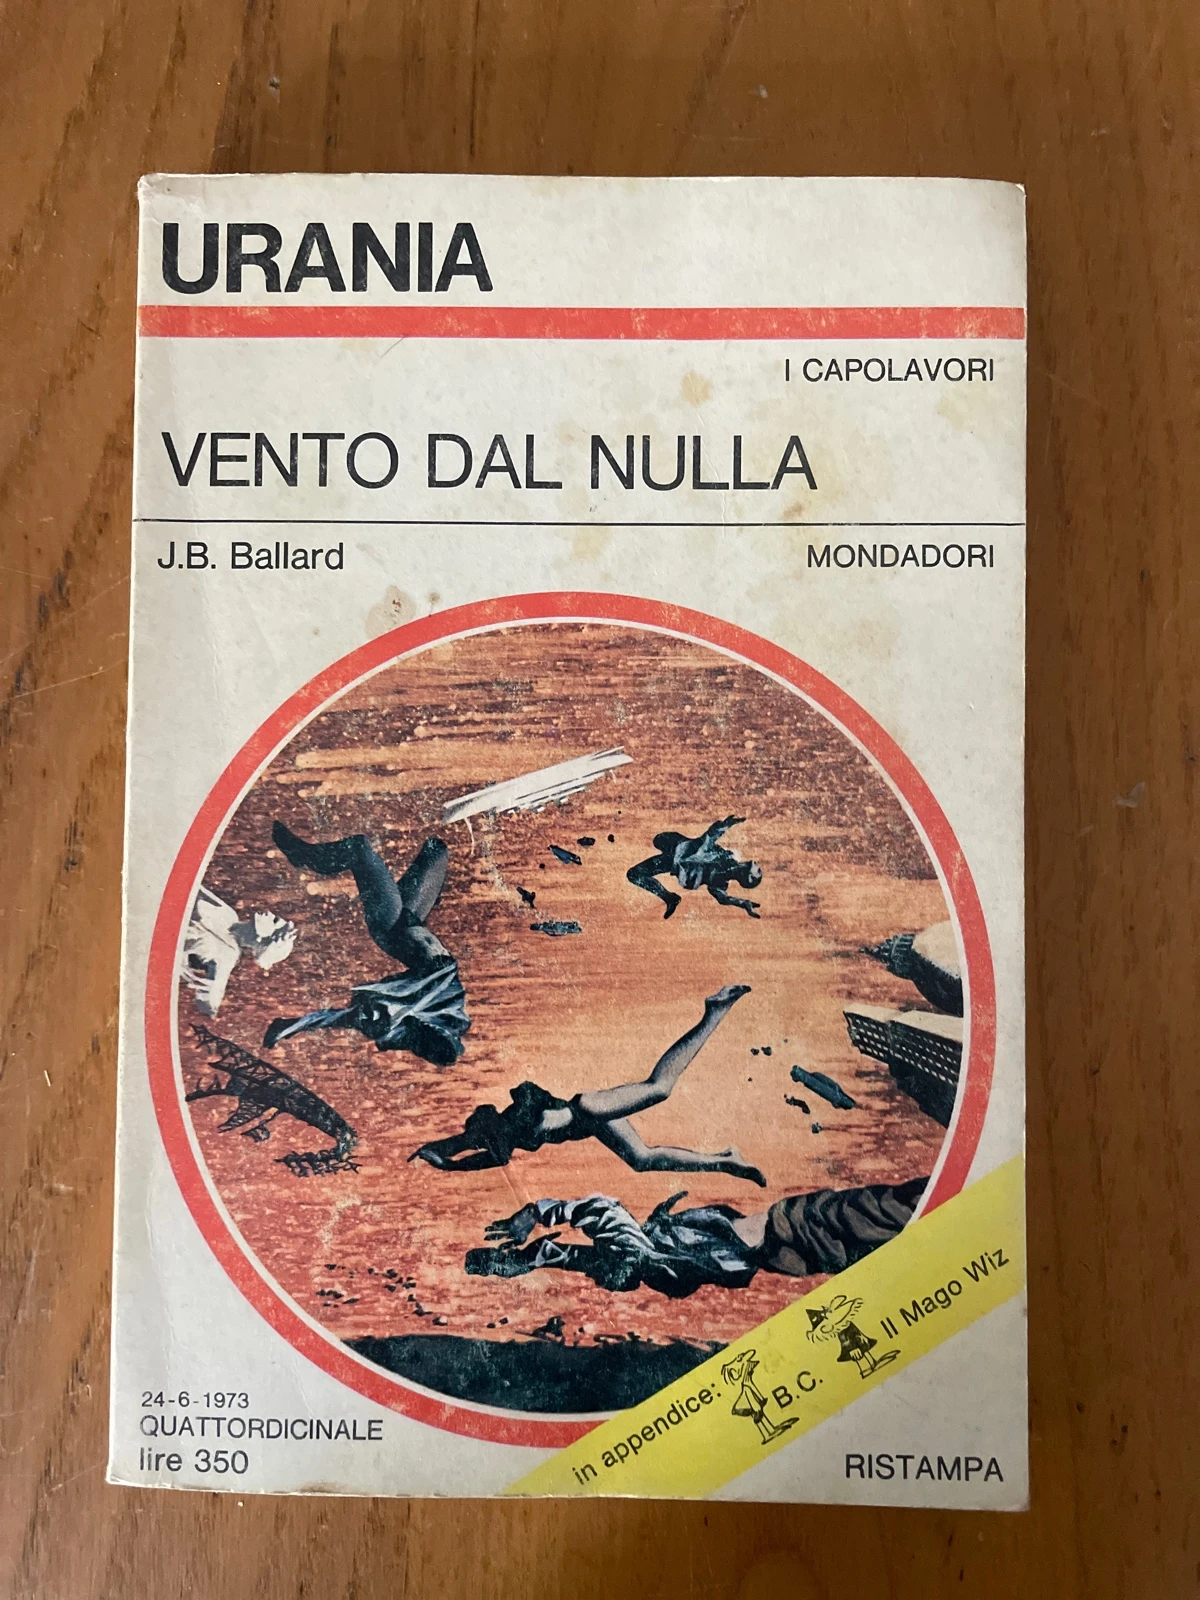 URANIA
I CAPOLAVORI
VENTO DAL NULLA
J.B. Ballard
MONDADORI
in appendice: B.C. Il Mago Wiz
24-6-1973
QUATTORDICINALE
lire 350
RISTAMPA